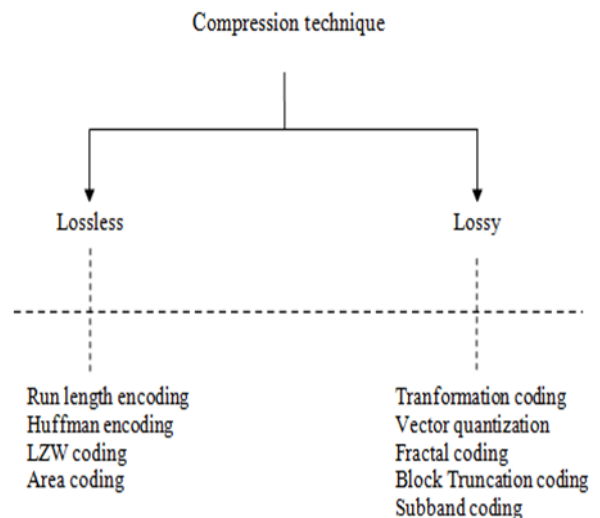 Compression technique
Lossless
Lossy
Run length encoding
Huffman encoding
LZW coding
Area coding
Tranformation coding
Vector quantization
Fractal coding
Block Truncation coding
Subband coding